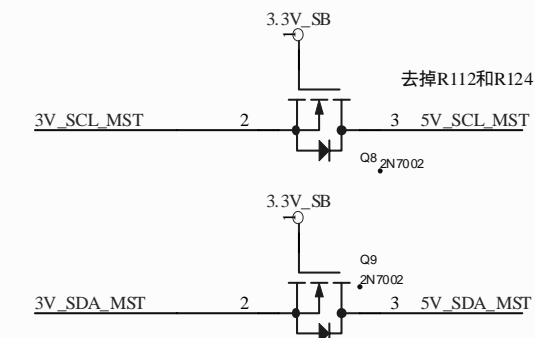 3.3V_SB
去掉R112和R124
3V_SCL_MST 2 3 5V_SCL_MST
Q8
2N7002
3.3V_SB
Q9
2N7002
3V_SDA_MST 2 3 5V_SDA_MST